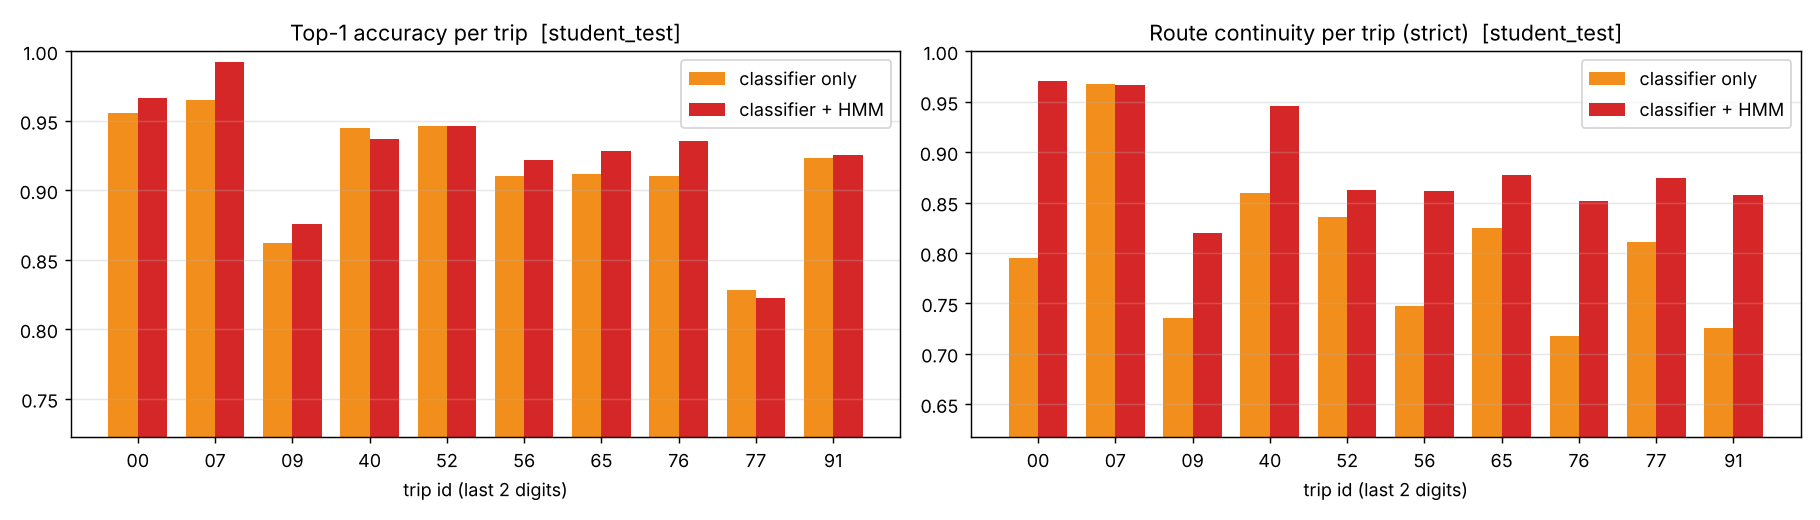 Top-1 accuracy per trip [student_test]
classifier only
classifier + HMM
1.00
0.95
0.90
0.85
0.80
0.75
00 07 09 40 52 56 65 76 77 91
trip id (last 2 digits)
Route continuity per trip (strict) [student_test]
classifier only
classifier + HMM
1.00
0.95
0.90
0.85
0.80
0.75
0.70
0.65
00 07 09 40 52 56 65 76 77 91
trip id (last 2 digits)